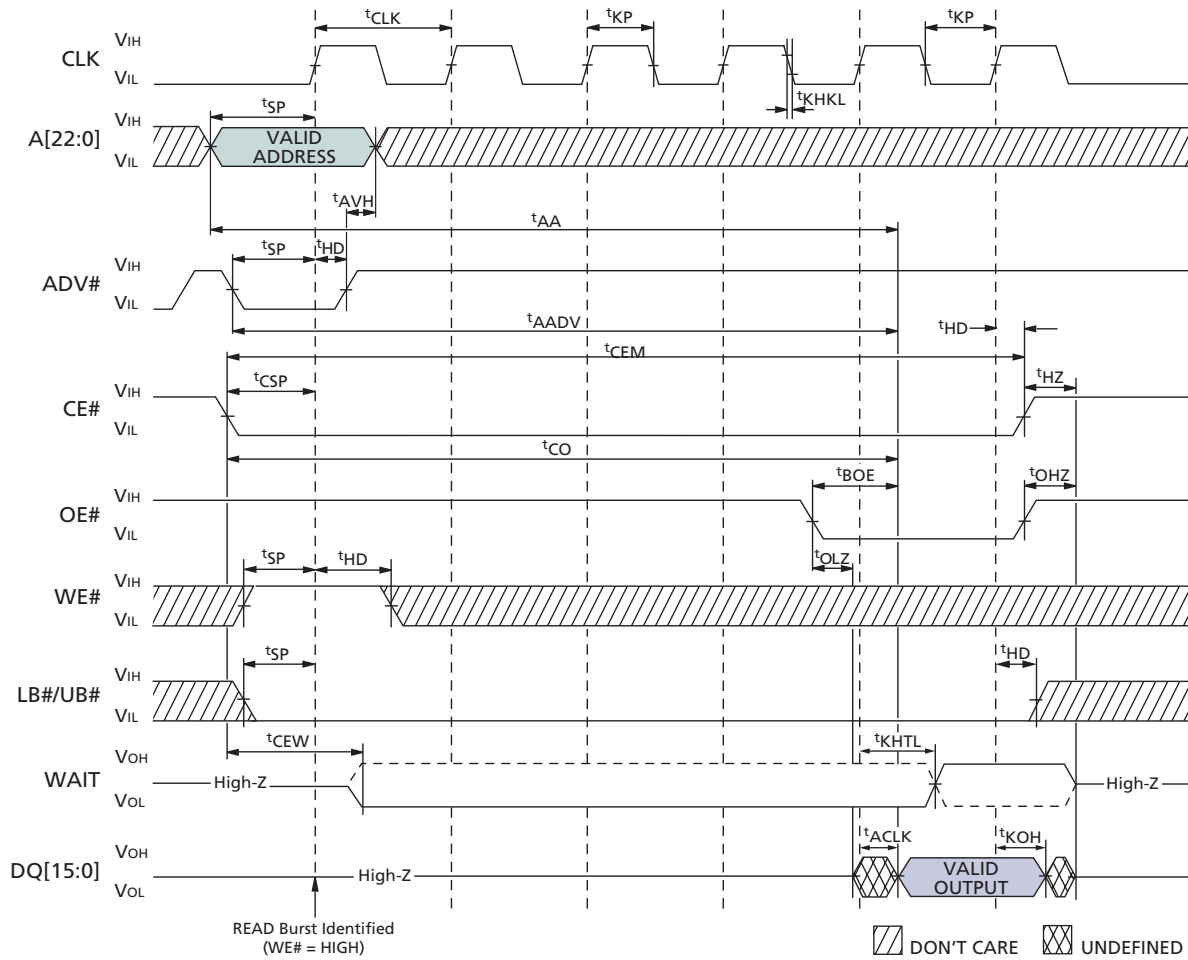 tCLK
tKP
tKP
VIH
CLK
VIL
tKHKL
tSP
VIH
A[22:0]
VALID
ADDRESS
VIL
tAVH
tAA
tSP
tHD
VIH
ADV#
VIL
tAADV
tHD
tCEM
tCSP
tHZ
VIH
CE#
VIL
tCO
tBOE
tOHZ
VIH
OE#
VIL
tOLZ
tSP
tHD
VIH
WE#
VIL
tSP
tHD
VIH
LB#/UB#
VIL
tCEW
tKHTL
VOH
WAIT
High-Z
High-Z
VOL
tACLK
tKOH
VOH
DQ[15:0]
High-Z
VALID
OUTPUT
VOL
READ Burst Identified
(WE# = HIGH)
DON'T CARE
UNDEFINED